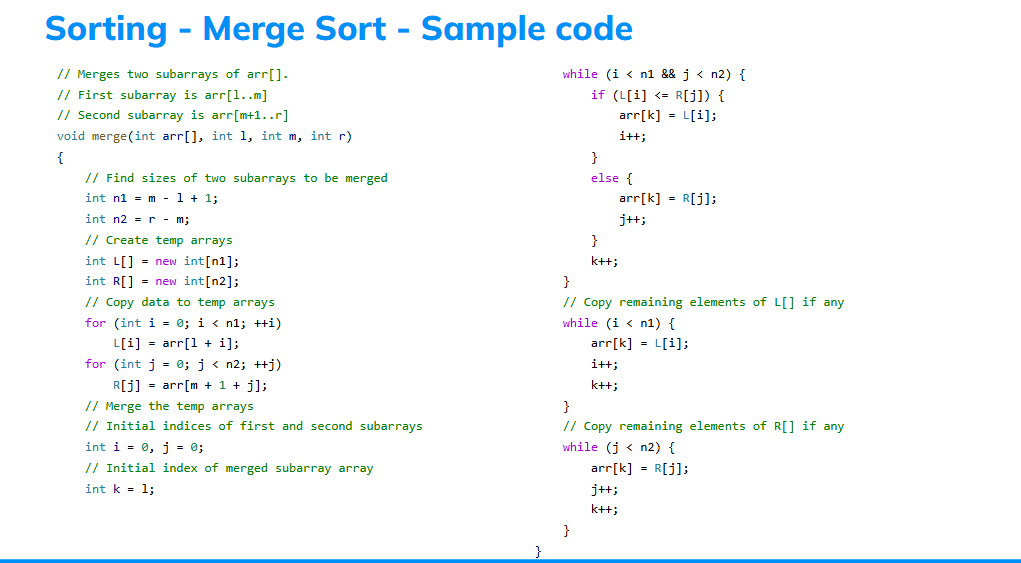 Sorting - Merge Sort - Sample code
// Merges two subarrays of arr[].
// First subarray is arr[l..m]
// Second subarray is arr[m+1..r]
void merge(int arr[], int l, int m, int r)
{
// Find sizes of two subarrays to be merged
int n1 = m - l + 1;
int n2 = r - m;
// Create temp arrays
int L[] = new int[n1];
int R[] = new int[n2];
// Copy data to temp arrays
for (int i = 0; i < n1; ++i)
L[i] = arr[l + i];
for (int j = 0; j < n2; ++j)
R[j] = arr[m + 1 + j];
// Merge the temp arrays
// Initial indices of first and second subarrays
int i = 0, j = 0;
// Initial index of merged subarray array
int k = l;
while (i < n1 && j < n2) {
if (L[i] <= R[j]) {
arr[k] = L[i];
i++;
}
else {
arr[k] = R[j];
j++;
}
k++;
}
// Copy remaining elements of L[] if any
while (i < n1) {
arr[k] = L[i];
i++;
k++;
}
// Copy remaining elements of R[] if any
while (j < n2) {
arr[k] = R[j];
j++;
k++;
}
}